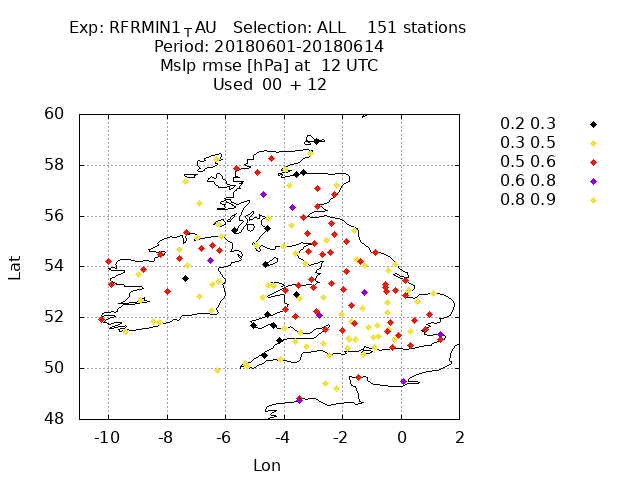 Exp: RFRMIN1_TAU Selection: ALL 151 stations
Period: 20180601-20180614
Mslp rmse [hPa] at 12 UTC
Used 00 + 12
60
58
56
54
52
50
48
Lat
-10 -8 -6 -4 -2 0 2
Lon
0.2 0.3
0.3 0.5
0.5 0.6
0.6 0.8
0.8 0.9